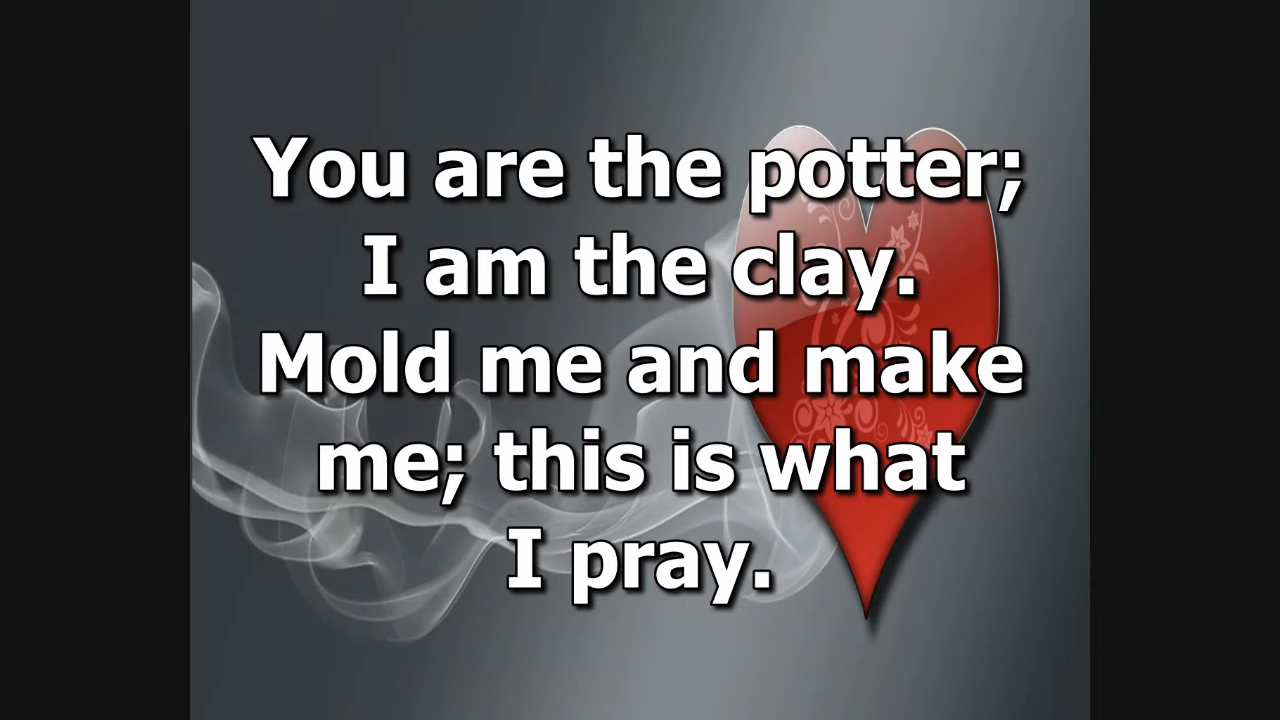 You are the potter;
I am the clay.
Mold me and make
me; this is what
I pray.